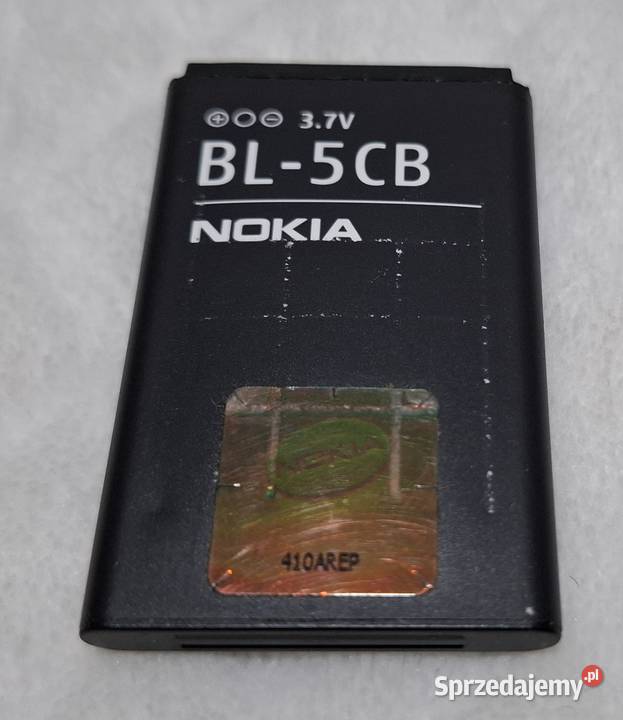 3.7V
BL-5CB
NOKIA
410AREP
Sprzedajemy.pl